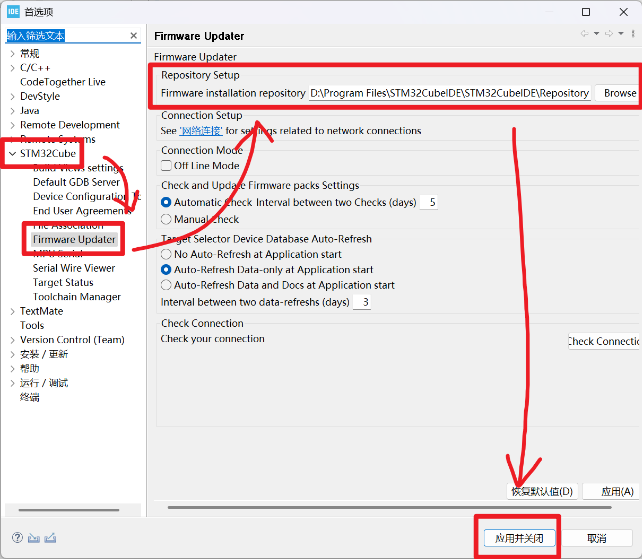 IDE 首选项
输入筛选文本
常规
C/C++
CodeTogether Live
DevStyle
Java
Remote Development
Remote Systems
STM32Cube
Build Views settings
Default GDB Server
Device Configuration
End User Agreements
File Association
Firmware Updater
Serial Wire Viewer
Target Status
Toolchain Manager
TextMate
Tools
Version Control (Team)
安装 / 更新
帮助
运行 / 调试
终端
Firmware Updater
Firmware Updater
Repository Setup
Firmware installation repository D:\Program Files\STM32CubeIDE\STM32CubeIDE\Repository Browse
Connection Setup
See '网络连接' for settings related to network connections
Connection Mode
Off Line Mode
Check and Update Firmware packs Settings
Automatic Check Interval between two Checks (days) 5
Manual Check
Target Selector Device Database Auto-Refresh
No Auto-Refresh at Application start
Auto-Refresh Data-only at Application start
Auto-Refresh Data and Docs at Application start
Interval between two data-refreshs (days) 3
Check Connection
Check your connection
Check Connectio
恢复默认值(D) 应用(A)
应用并关闭 取消